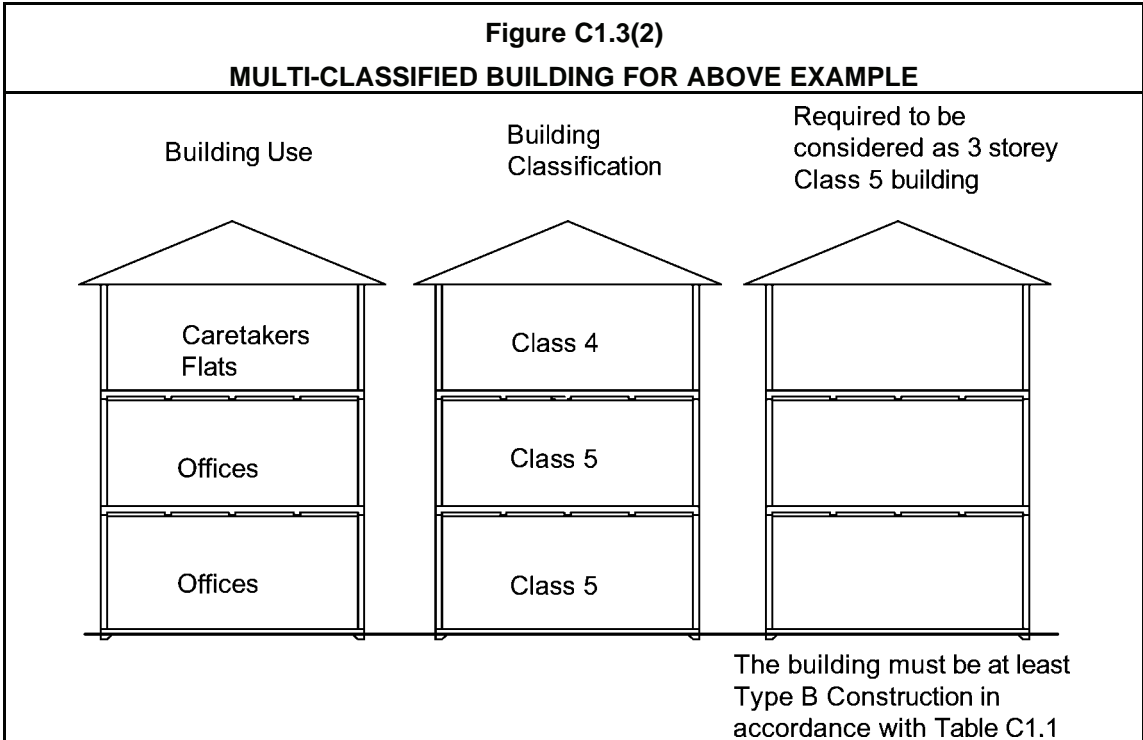 Figure C1.3(2)
MULTI-CLASSIFIED BUILDING FOR ABOVE EXAMPLE
Building Use
Building
Classification
Required to be
considered as 3 storey
Class 5 building
Caretakers
Flats
Class 4
Offices
Class 5
Offices
Class 5
The building must be at least
Type B Construction in
accordance with Table C1.1